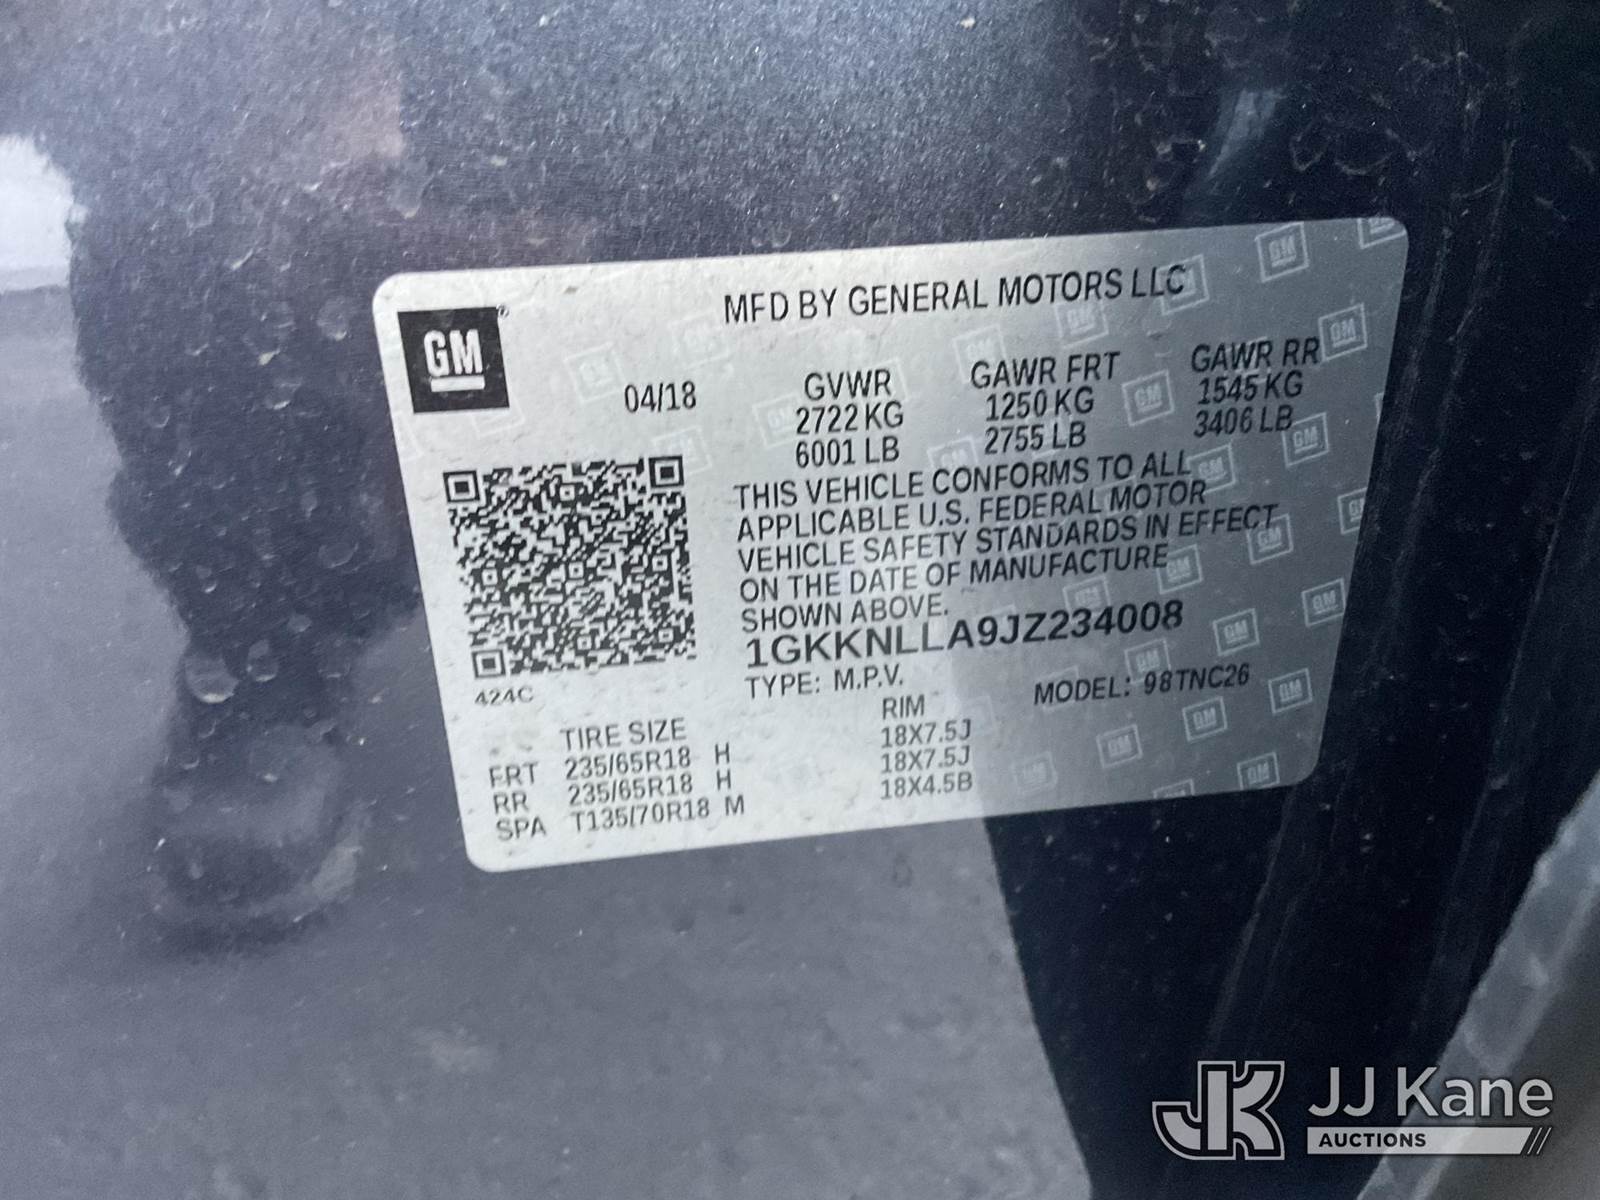 GM
MFD BY GENERAL MOTORS LLC
04/18
GVWR GAWR FRT GAWR RR
2722 KG 1250 KG 1545 KG
6001 LB 2755 LB 3406 LB
THIS VEHICLE CONFORMS TO ALL
APPLICABLE U.S. FEDERAL MOTOR
VEHICLE SAFETY STANDARDS IN EFFECT
ON THE DATE OF MANUFACTURE
SHOWN ABOVE.
1GKKNLLA9JZ234008
TYPE: M.P.V. MODEL: 98TNC26
424C
TIRE SIZE RIM
FRT 235/65R18 H 18X7.5J
RR 235/65R18 H 18X7.5J
SPA T135/70R18 M 18X4.5B
JK JJ Kane
AUCTIONS